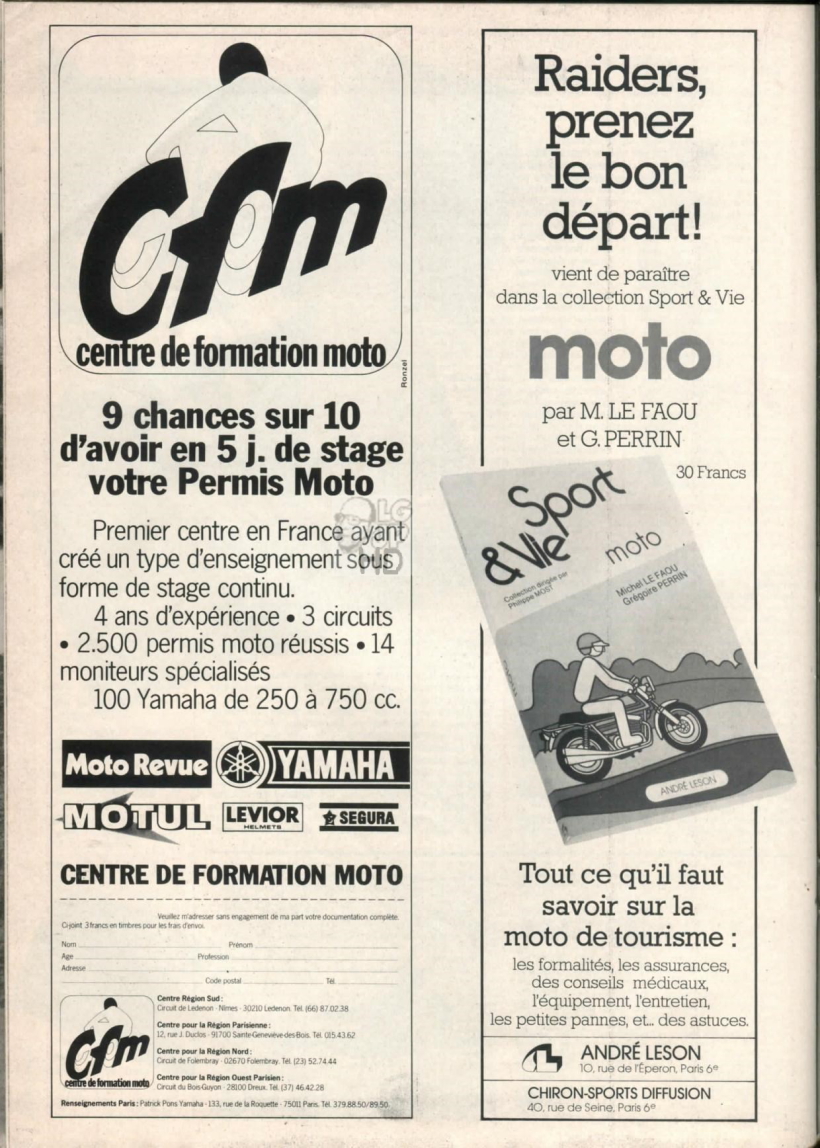 Cfm
centre de formation moto
Ronzel
9 chances sur 10
d'avoir en 5 j. de stage
votre Permis Moto
Premier centre en France ayant
créé un type d'enseignement sous
forme de stage continu.
4 ans d'expérience • 3 circuits
• 2.500 permis moto réussis • 14
moniteurs spécialisés
100 Yamaha de 250 à 750 cc.
Moto Revue YAMAHA
MOTUL LEVIOR HELMETS SEGURA
CENTRE DE FORMATION MOTO
Veuillez m'adresser sans engagement de ma part votre documentation complète.
Ci-joint 3 francs en timbres pour les frais d'envoi.
Nom Prénom
Age Profession
Adresse
Code postal Tél.
Cfm
centre de formation moto
Centre Région Sud :
Circuit de Ledenon - Nîmes - 30210 Ledenon. Tél. (66) 87.02.38
Centre pour la Région Parisienne :
12, rue J. Duclos - 91700 Sainte-Geneviève-des-Bois. Tél. 015.43.62
Centre pour la Région Nord :
Circuit de Folembray - 02670 Folembray. Tél. (23) 52.74.44
Centre pour la Région Ouest Parisien :
Circuit du Bois-Guyon - 28100 Dreux. Tél. (37) 46.42.28
Renseignements Paris : Patrick Pons Yamaha - 133, rue de la Roquette - 75011 Paris. Tél. 379.88.50/89.50.
Raiders,
prenez
le bon
départ!
vient de paraître
dans la collection Sport & Vie
moto
par M. LE FAOU
et G. PERRIN
30 Francs
Sport
& Vie
moto
Collection dirigée par
Philippe MOST
Michel LE FAOU
Grégoire PERRIN
ANDRÉ LESON
Tout ce qu'il faut
savoir sur la
moto de tourisme :
les formalités, les assurances,
des conseils médicaux,
l'équipement, l'entretien,
les petites pannes, et... des astuces.
ANDRÉ LESON
10, rue de l'Éperon, Paris 6e
CHIRON-SPORTS DIFFUSION
40, rue de Seine, Paris 6e